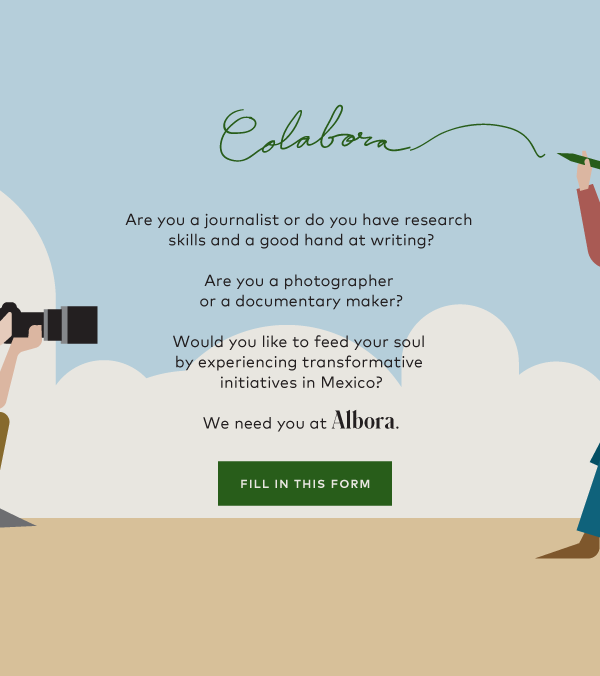 Colabora
Are you a journalist or do you have research
skills and a good hand at writing?
Are you a photographer
or a documentary maker?
Would you like to feed your soul
by experiencing transformative
initiatives in Mexico?
We need you at Albora.
FILL IN THIS FORM